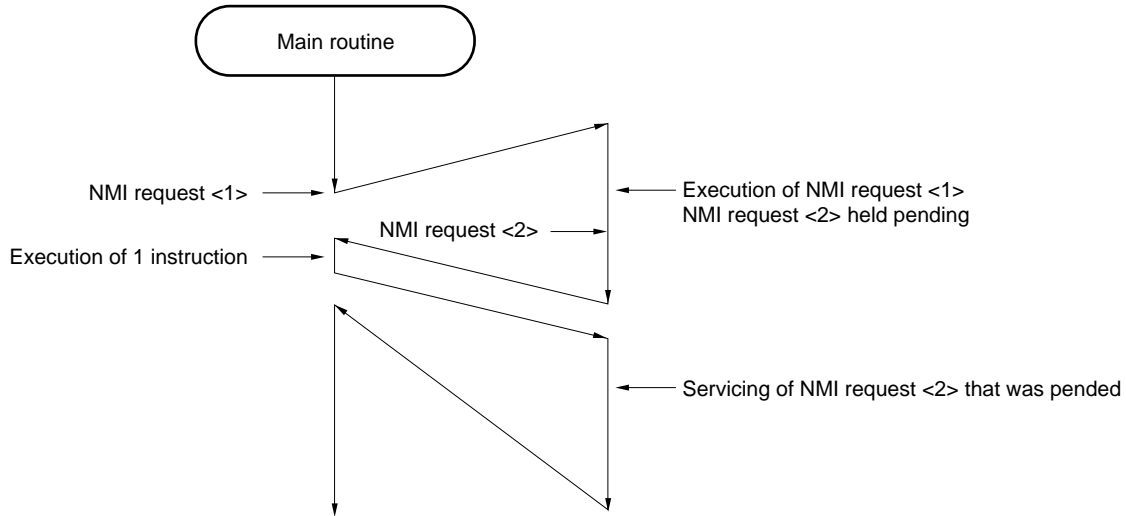 Main routine
NMI request <1>
Execution of NMI request <1>
NMI request <2> held pending
NMI request <2>
Execution of 1 instruction
Servicing of NMI request <2> that was pended